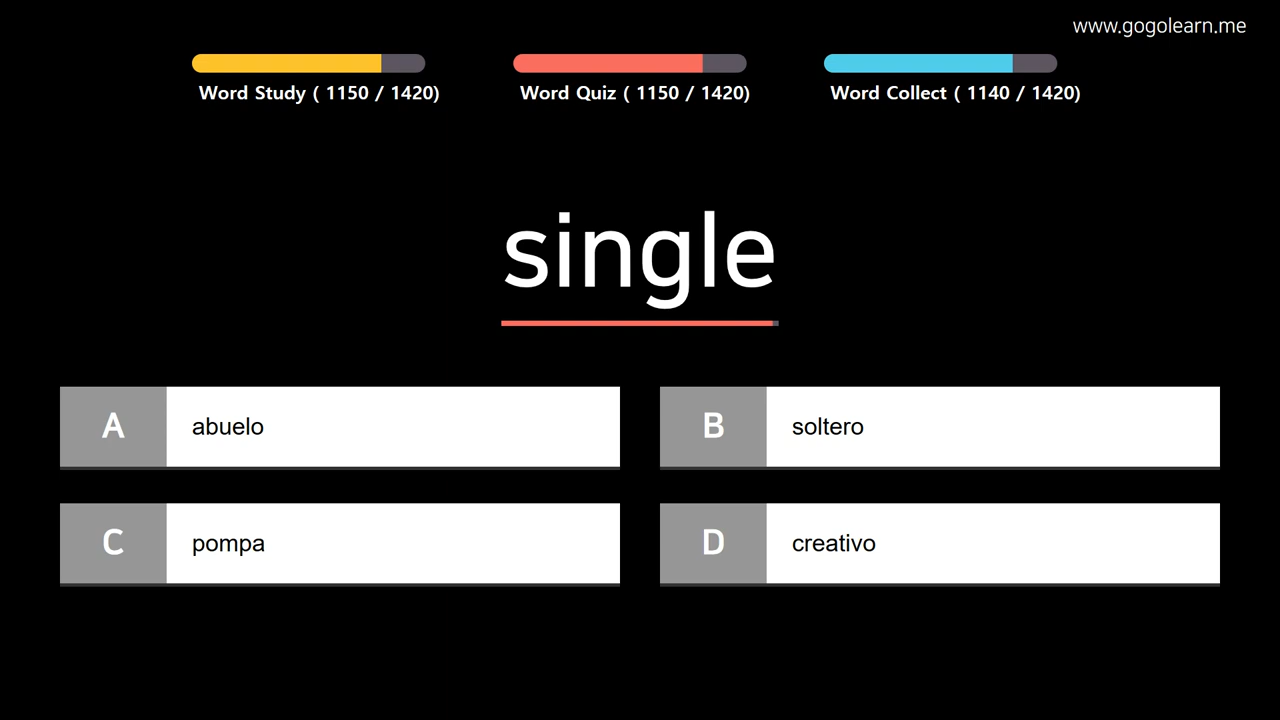 www.gogolearn.me
Word Study ( 1150 / 1420)
Word Quiz ( 1150 / 1420)
Word Collect ( 1140 / 1420)
single
A abuelo
B soltero
C pompa
D creativo